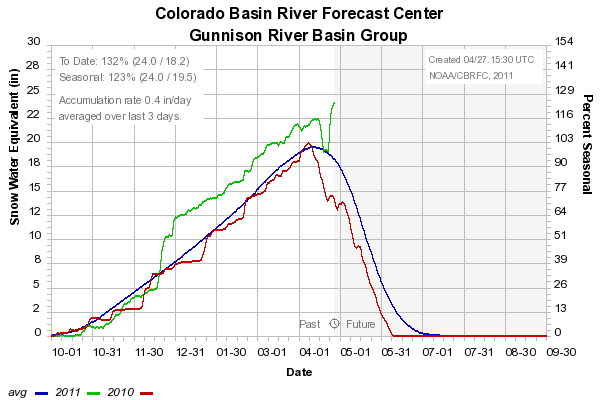 Colorado Basin River Forecast Center
Gunnison River Basin Group
To Date: 132% (24.0 / 18.2)
Seasonal: 123% (24.0 / 19.5)
Accumulation rate 0.4 in/day
averaged over last 3 days.
Created 04/27.15:30 UTC
NOAA/CBRFC, 2011
Snow Water Equivalent (in)
30
28
25
22
20
18
15
12
10
8
5
2
0
Percent Seasonal
154
141
131
116
103
90
77
64
51
39
26
13
0
Past
Future
10-01 10-31 11-30 12-31 01-30 03-01 04-01 05-01 05-31 07-01 07-31 08-30 09-30
Date
avg 2011 2010